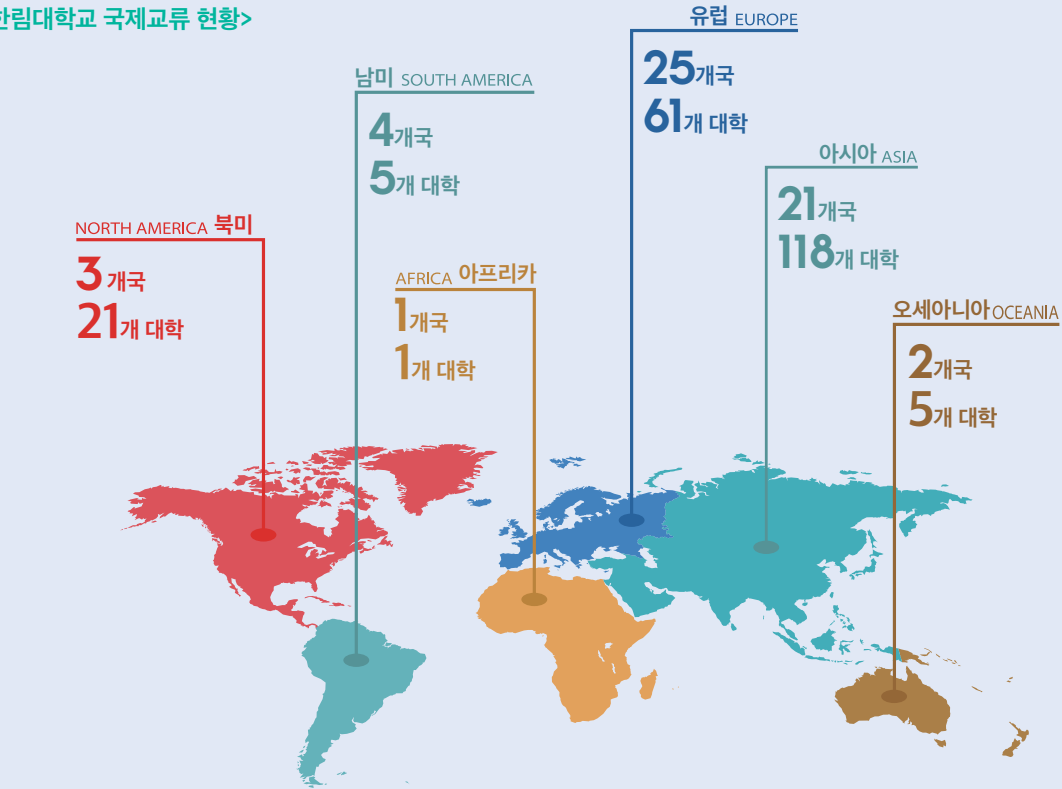 한림대학교 국제교류 현황>
유럽 EUROPE
25개국
61개 대학
남미 SOUTH AMERICA
4개국
5개 대학
아시아 ASIA
21개국
118개 대학
NORTH AMERICA 북미
3 개국
21개 대학
AFRICA 아프리카
1개국
1개 대학
오세아니아 OCEANIA
2개국
5개 대학